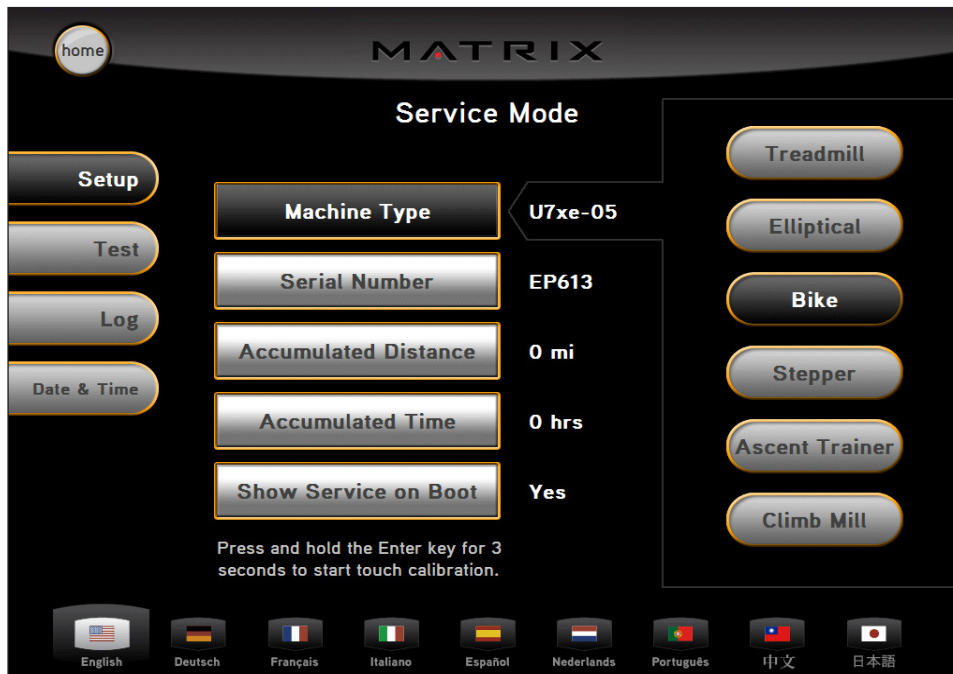 home
MATRIX
Service Mode
Setup
Test
Log
Date & Time
Machine Type
U7xe-05
Serial Number
EP613
Accumulated Distance
0 mi
Accumulated Time
0 hrs
Show Service on Boot
Yes
Press and hold the Enter key for 3
seconds to start touch calibration.
Treadmill
Elliptical
Bike
Stepper
Ascent Trainer
Climb Mill
English
Deutsch
Français
Italiano
Español
Nederlands
Português
中文
日本語